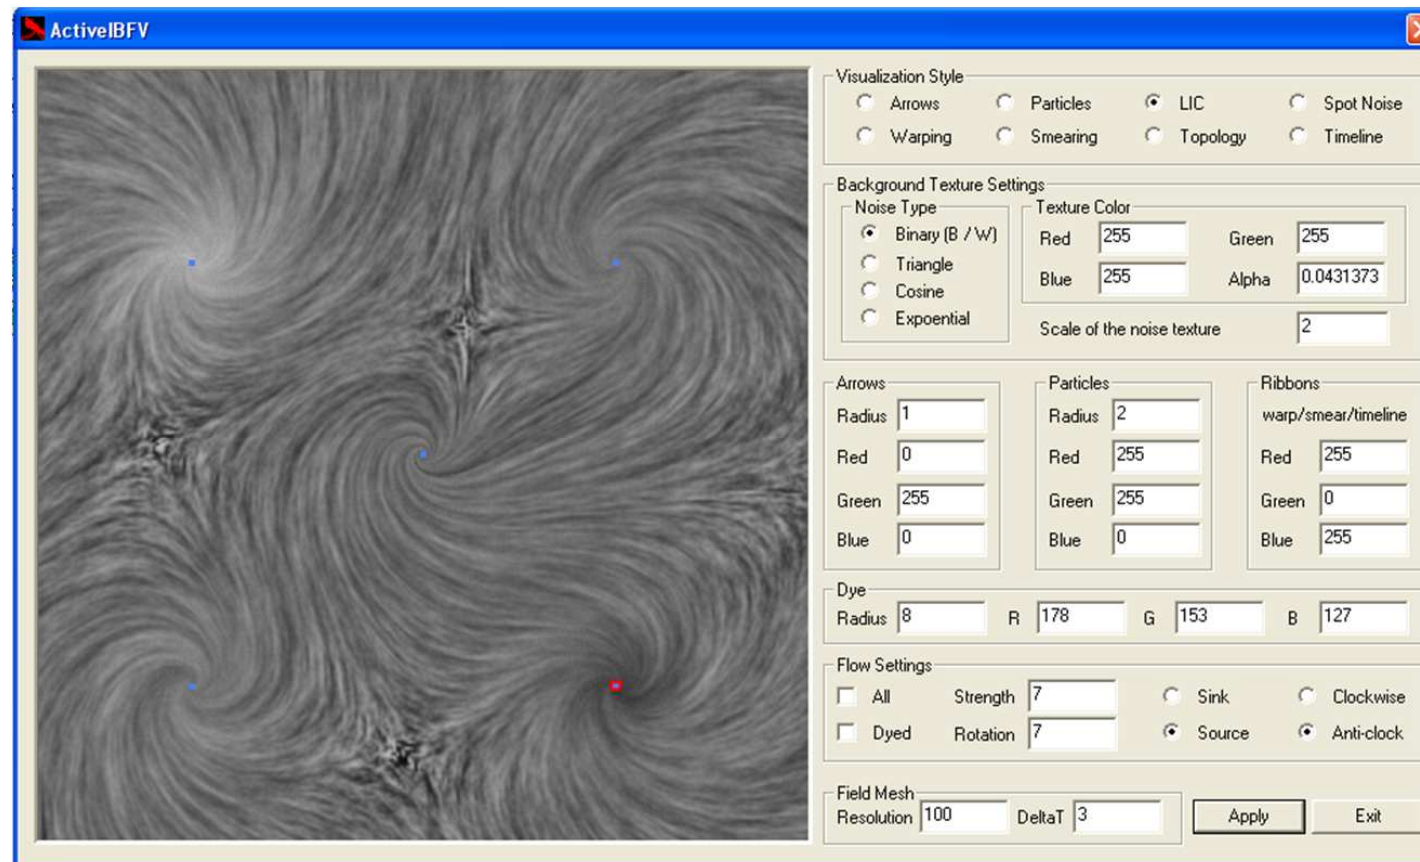 ActiveIBFV
Visualization Style
Arrows Particles LIC Spot Noise
Warping Smearing Topology Timeline
Background Texture Settings
Noise Type
Binary (B / W)
Triangle
Cosine
Expoential
Texture Color
Red 255 Green 255
Blue 255 Alpha 0.0431373
Scale of the noise texture 2
Arrows
Radius 1
Red 0
Green 255
Blue 0
Particles
Radius 2
Red 255
Green 255
Blue 0
Ribbons
warp/smear/timeline
Red 255
Green 0
Blue 255
Dye
Radius 8 R 178 G 153 B 127
Flow Settings
All Strength 7 Sink Clockwise
Dyed Rotation 7 Source Anti-clock
Field Mesh
Resolution 100 DeltaT 3 Apply Exit